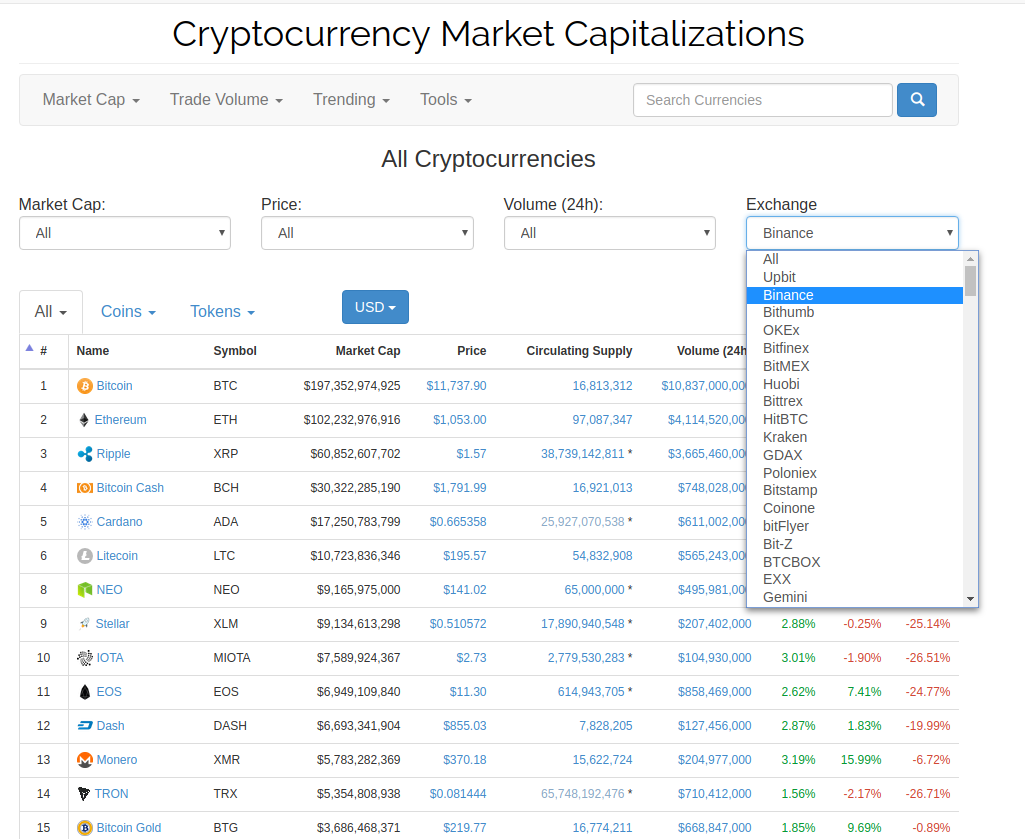 Cryptocurrency Market Capitalizations
Market Cap Trade Volume Trending Tools Search Currencies
All Cryptocurrencies
Market Cap: Price: Volume (24h): Exchange
All All All Binance
All
Upbit
Binance
Bithumb
OKEx
Bitfinex
BitMEX
Huobi
Bittrex
HitBTC
Kraken
GDAX
Poloniex
Bitstamp
Coinone
bitFlyer
Bit-Z
BTCBOX
EXX
Gemini
All Coins Tokens USD
# Name Symbol Market Cap Price Circulating Supply Volume (24h
1 Bitcoin BTC $197,352,974,925 $11,737.90 16,813,312 $10,837,000,000
2 Ethereum ETH $102,232,976,916 $1,053.00 97,087,347 $4,114,520,000
3 Ripple XRP $60,852,607,702 $1.57 38,739,142,811 * $3,665,460,000
4 Bitcoin Cash BCH $30,322,285,190 $1,791.99 16,921,013 $748,028,000
5 Cardano ADA $17,250,783,799 $0.665358 25,927,070,538 * $611,002,000
6 Litecoin LTC $10,723,836,346 $195.57 54,832,908 $565,243,000
8 NEO NEO $9,165,975,000 $141.02 65,000,000 * $495,981,000
9 Stellar XLM $9,134,613,298 $0.510572 17,890,940,548 * $207,402,000 2.88% -0.25% -25.14%
10 IOTA MIOTA $7,589,924,367 $2.73 2,779,530,283 * $104,930,000 3.01% -1.90% -26.51%
11 EOS EOS $6,949,109,840 $11.30 614,943,705 * $858,469,000 2.62% 7.41% -24.77%
12 Dash DASH $6,693,341,904 $855.03 7,828,205 $127,456,000 2.87% 1.83% -19.99%
13 Monero XMR $5,783,282,369 $370.18 15,622,724 $204,977,000 3.19% 15.99% -6.72%
14 TRON TRX $5,354,808,938 $0.081444 65,748,192,476 * $710,412,000 1.56% -2.17% -26.71%
15 Bitcoin Gold BTG $3,686,468,371 $219.77 16,774,211 $668,847,000 1.85% 9.69% -0.89%